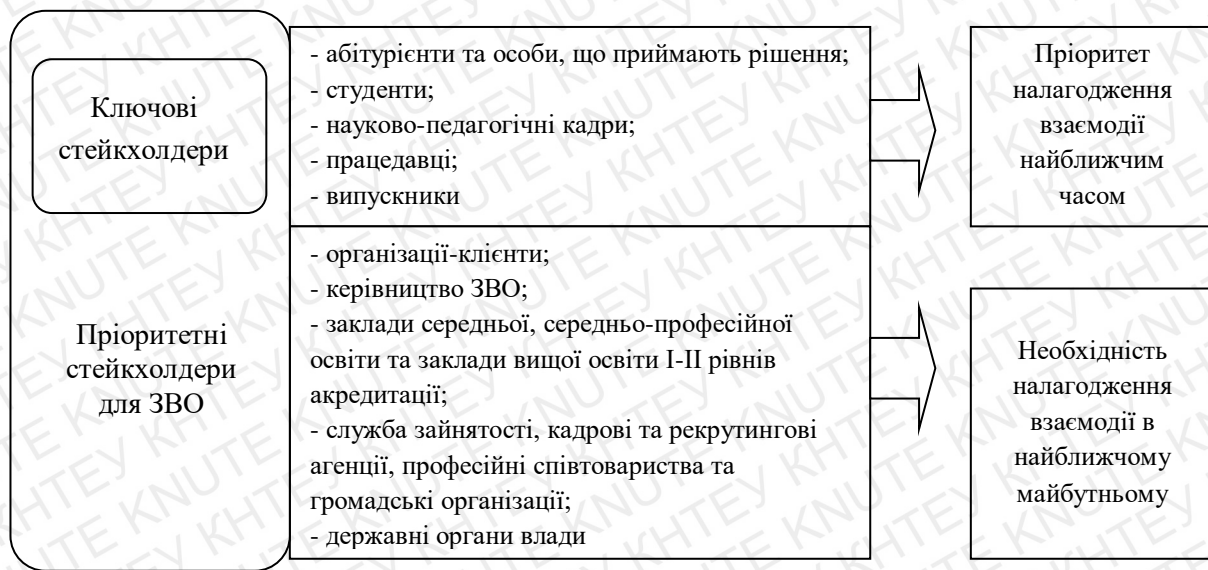 Ключові
стейкхолдери
- абітурієнти та особи, що приймають рішення;
- студенти;
- науково-педагогічні кадри;
- працедавці;
- випускники
Пріоритет
налагодження
взаємодії
найближчим
часом
Пріоритетні
стейкхолдери
для ЗВО
- організації-клієнти;
- керівництво ЗВО;
- заклади середньої, середньо-професійної
освіти та заклади вищої освіти І-ІІ рівнів
акредитації;
- служба зайнятості, кадрові та рекрутингові
агенції, професійні співтовариства та
громадські організації;
- державні органи влади
Необхідність
налагодження
взаємодії в
найближчому
майбутньому